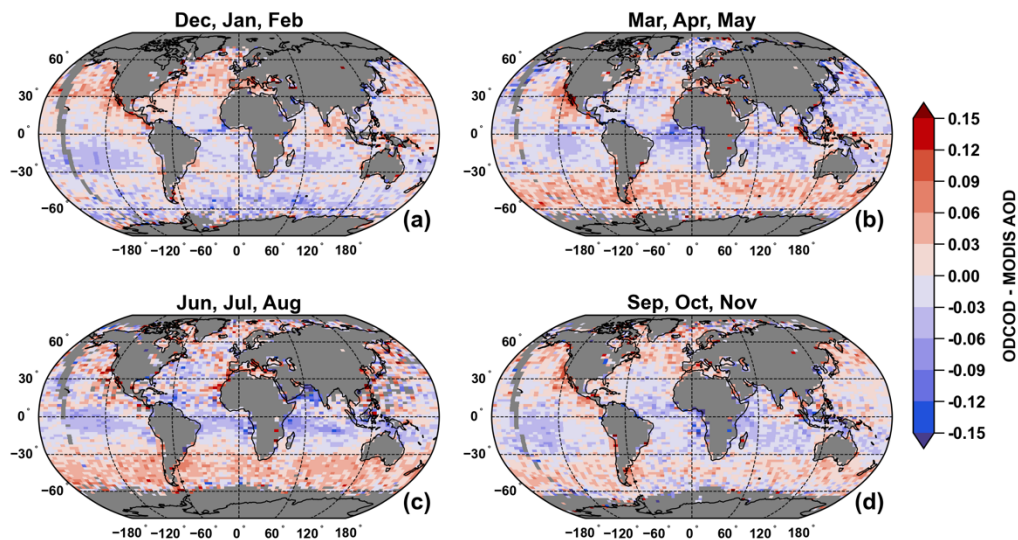 Dec, Jan, Feb
60°
30°
0°
−30°
−60°
(a)
−180° −120° −60° 0° 60° 120° 180°
Mar, Apr, May
60°
30°
0°
−30°
−60°
(b)
−180° −120° −60° 0° 60° 120° 180°
Jun, Jul, Aug
60°
30°
0°
−30°
−60°
(c)
−180° −120° −60° 0° 60° 120° 180°
Sep, Oct, Nov
60°
30°
0°
−30°
−60°
(d)
−180° −120° −60° 0° 60° 120° 180°
0.15
0.12
0.09
0.06
0.03
0.00
−0.03
−0.06
−0.09
−0.12
−0.15
ODCOD - MODIS AOD